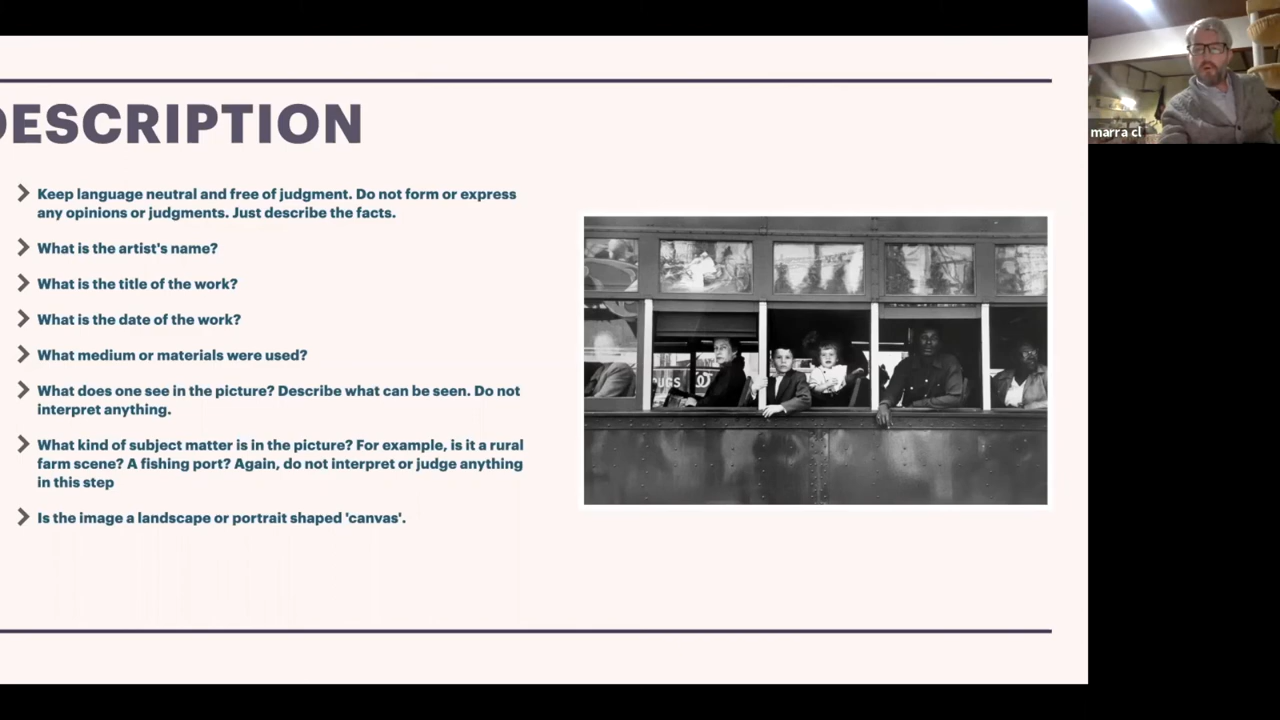 DESCRIPTION
Keep language neutral and free of judgment. Do not form or express
any opinions or judgments. Just describe the facts.
What is the artist's name?
What is the title of the work?
What is the date of the work?
What medium or materials were used?
What does one see in the picture? Describe what can be seen. Do not
interpret anything.
What kind of subject matter is in the picture? For example, is it a rural
farm scene? A fishing port? Again, do not interpret or judge anything
in this step
Is the image a landscape or portrait shaped 'canvas'.
UGS
marra cl